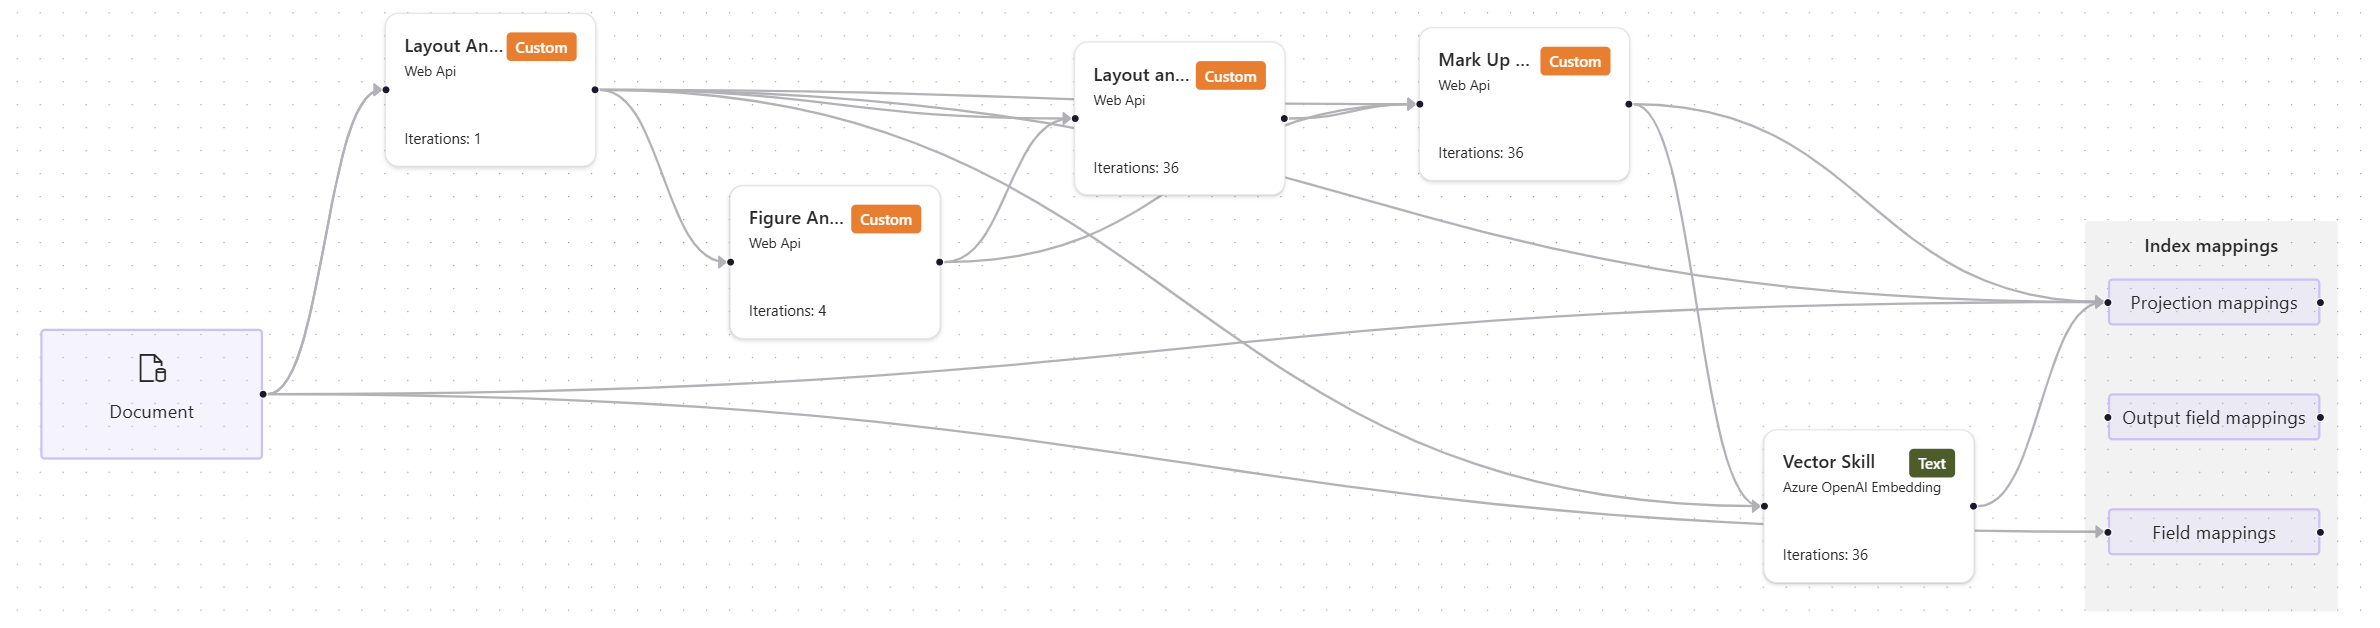 Layout An... Custom
Web Api
Iterations: 1
Layout an... Custom
Web Api
Iterations: 36
Mark Up ... Custom
Web Api
Iterations: 36
Figure An... Custom
Web Api
Iterations: 4
Document
Vector Skill Text
Azure OpenAI Embedding
Iterations: 36
Index mappings
Projection mappings
Output field mappings
Field mappings